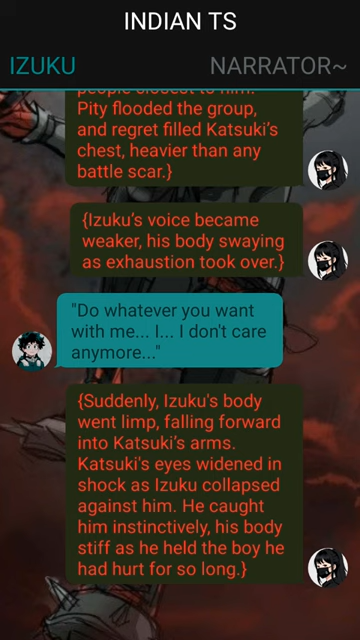 INDIAN TS
IZUKU
NARRATOR~
people closest to him.
Pity flooded the group,
and regret filled Katsuki's
chest, heavier than any
battle scar.}
{Izuku's voice became
weaker, his body swaying
as exhaustion took over.}
"Do whatever you want
with me... I... I don't care
anymore..."
{Suddenly, Izuku's body
went limp, falling forward
into Katsuki's arms.
Katsuki's eyes widened in
shock as Izuku collapsed
against him. He caught
him instinctively, his body
stiff as he held the boy he
had hurt for so long.}